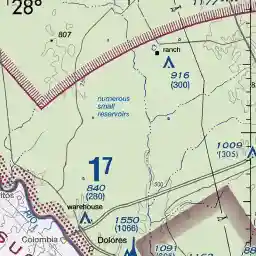 28°
807
ranch
916
(300)
numerous
small
reservoirs
17
1009
(305)
840
(280)
500
warehouse
1550
(1066)
Colombia
Dolores
1091
S
U